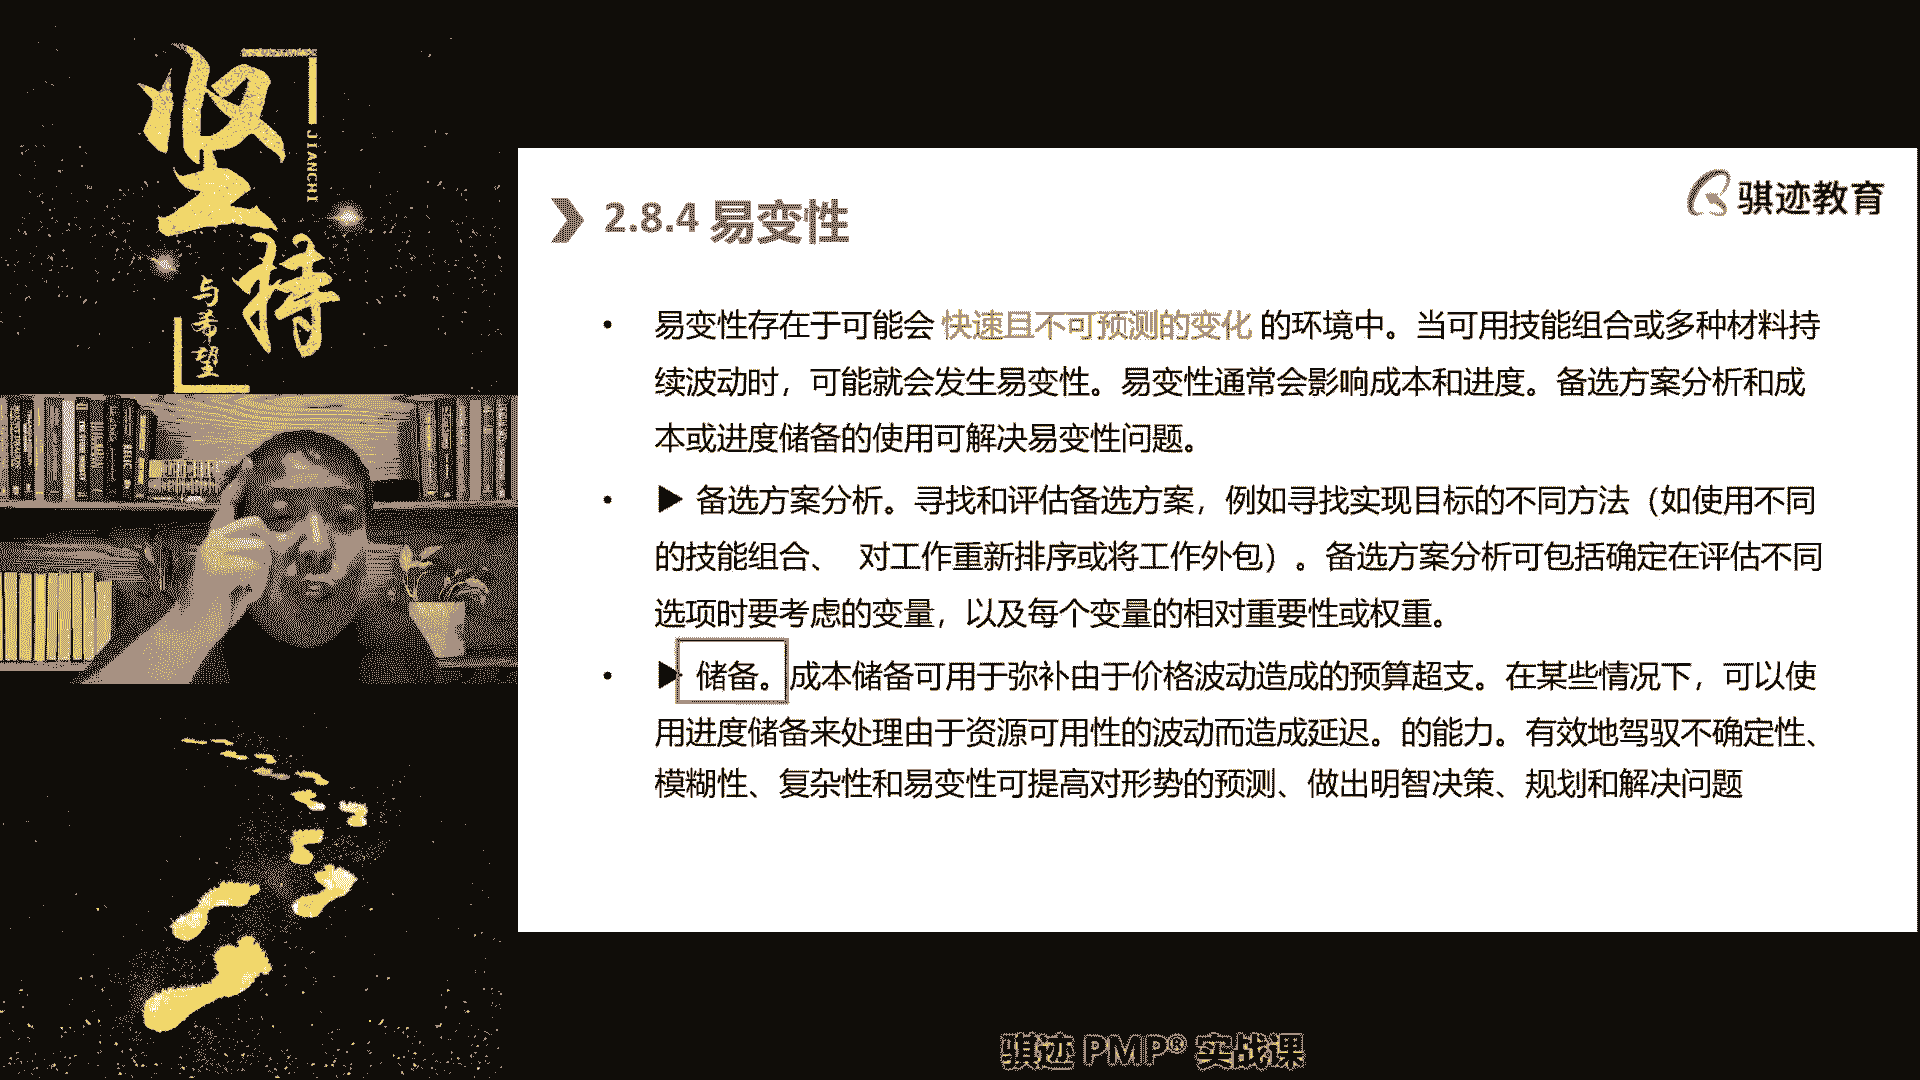 坚持
JIANCHI
与希望
骐迹教育
2.8.4 易变性
• 易变性存在于可能会 快速且不可预测的变化 的环境中。当可用技能组合或多种材料持
续波动时，可能就会发生易变性。易变性通常会影响成本和进度。备选方案分析和成
本或进度储备的使用可解决易变性问题。
• ▶ 备选方案分析。寻找和评估备选方案，例如寻找实现目标的不同方法（如使用不同
的技能组合、 对工作重新排序或将工作外包）。备选方案分析可包括确定在评估不同
选项时要考虑的变量，以及每个变量的相对重要性或权重。
• ▶ 储备。成本储备可用于弥补由于价格波动造成的预算超支。在某些情况下，可以使
用进度储备来处理由于资源可用性的波动而造成延迟。的能力。有效地驾驭不确定性、
模糊性、复杂性和易变性可提高对形势的预测、做出明智决策、规划和解决问题
骐迹 PMP® 实战课